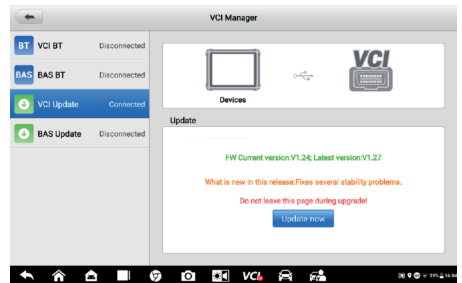 VCI Manager
BT VCI BT Disconnected
BAS BAS BT Disconnected
VCI Update Connected
BAS Update Disconnected
VCI
Devices
Update
FW Current version:V1.24; Latest version:V1.27
What is new in this release:Fixes several stability problems.
Do not leave this page during upgrade!
Update now
VCI